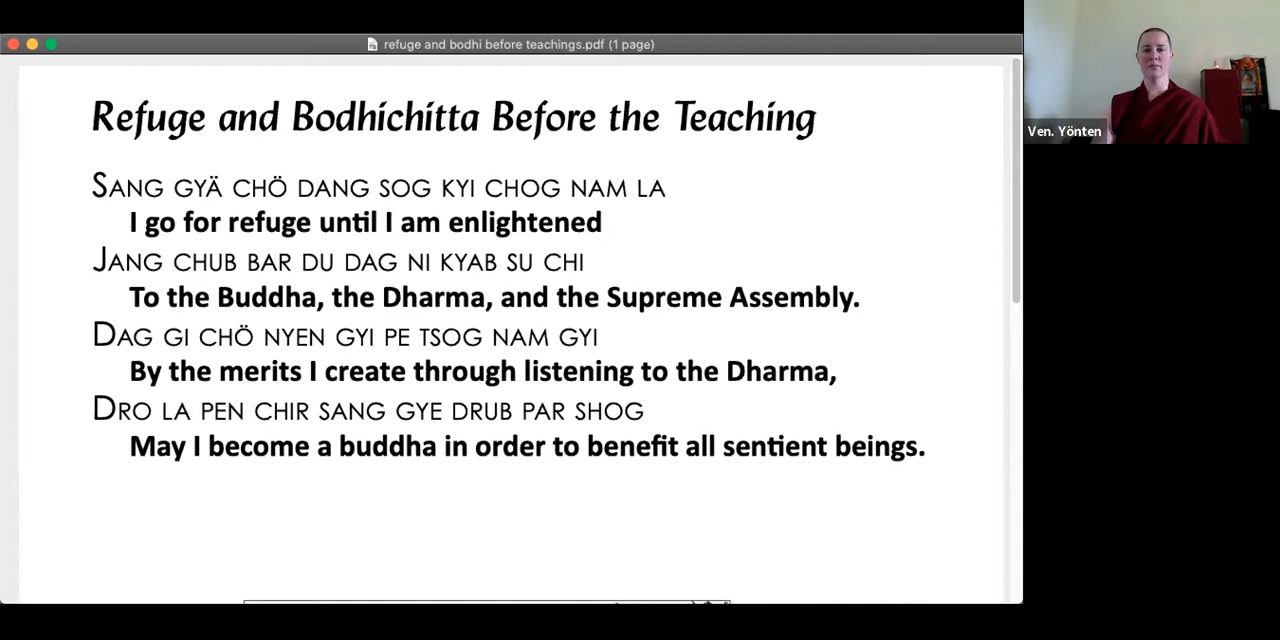 refuge and bodhi before teachings.pdf (1 page)
Refuge and Bodhichitta Before the Teaching
SANG GYÄ CHÖ DANG SOG KYI CHOG NAM LA
I go for refuge until I am enlightened
JANG CHUB BAR DU DAG NI KYAB SU CHI
To the Buddha, the Dharma, and the Supreme Assembly.
DAG GI CHÖ NYEN GYI PE TSOG NAM GYI
By the merits I create through listening to the Dharma,
DRO LA PEN CHIR SANG GYE DRUB PAR SHOG
May I become a buddha in order to benefit all sentient beings.
Ven. Yönten